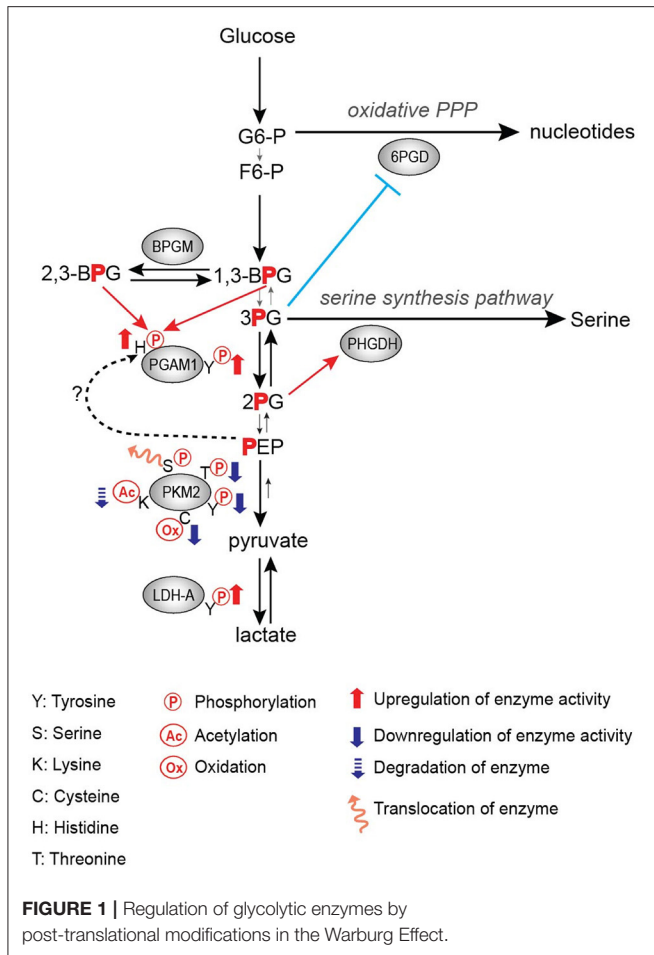 Glucose
oxidative PPP
G6-P
nucleotides
6PGD
F6-P
BPGM
2,3-BPG
1,3-BPG
serine synthesis pathway
3PG
Serine
H P
PGAM1
Y P
PHGDH
?
2PG
PEP
S P
T P
Ac K
PKM2
Y P
C
Ox
pyruvate
LDH-A
Y P
lactate
Y: Tyrosine
P Phosphorylation
Upregulation of enzyme activity
S: Serine
Ac Acetylation
Downregulation of enzyme activity
K: Lysine
Ox Oxidation
Degradation of enzyme
C: Cysteine
Translocation of enzyme
H: Histidine
T: Threonine
FIGURE 1 | Regulation of glycolytic enzymes by
post-translational modifications in the Warburg Effect.